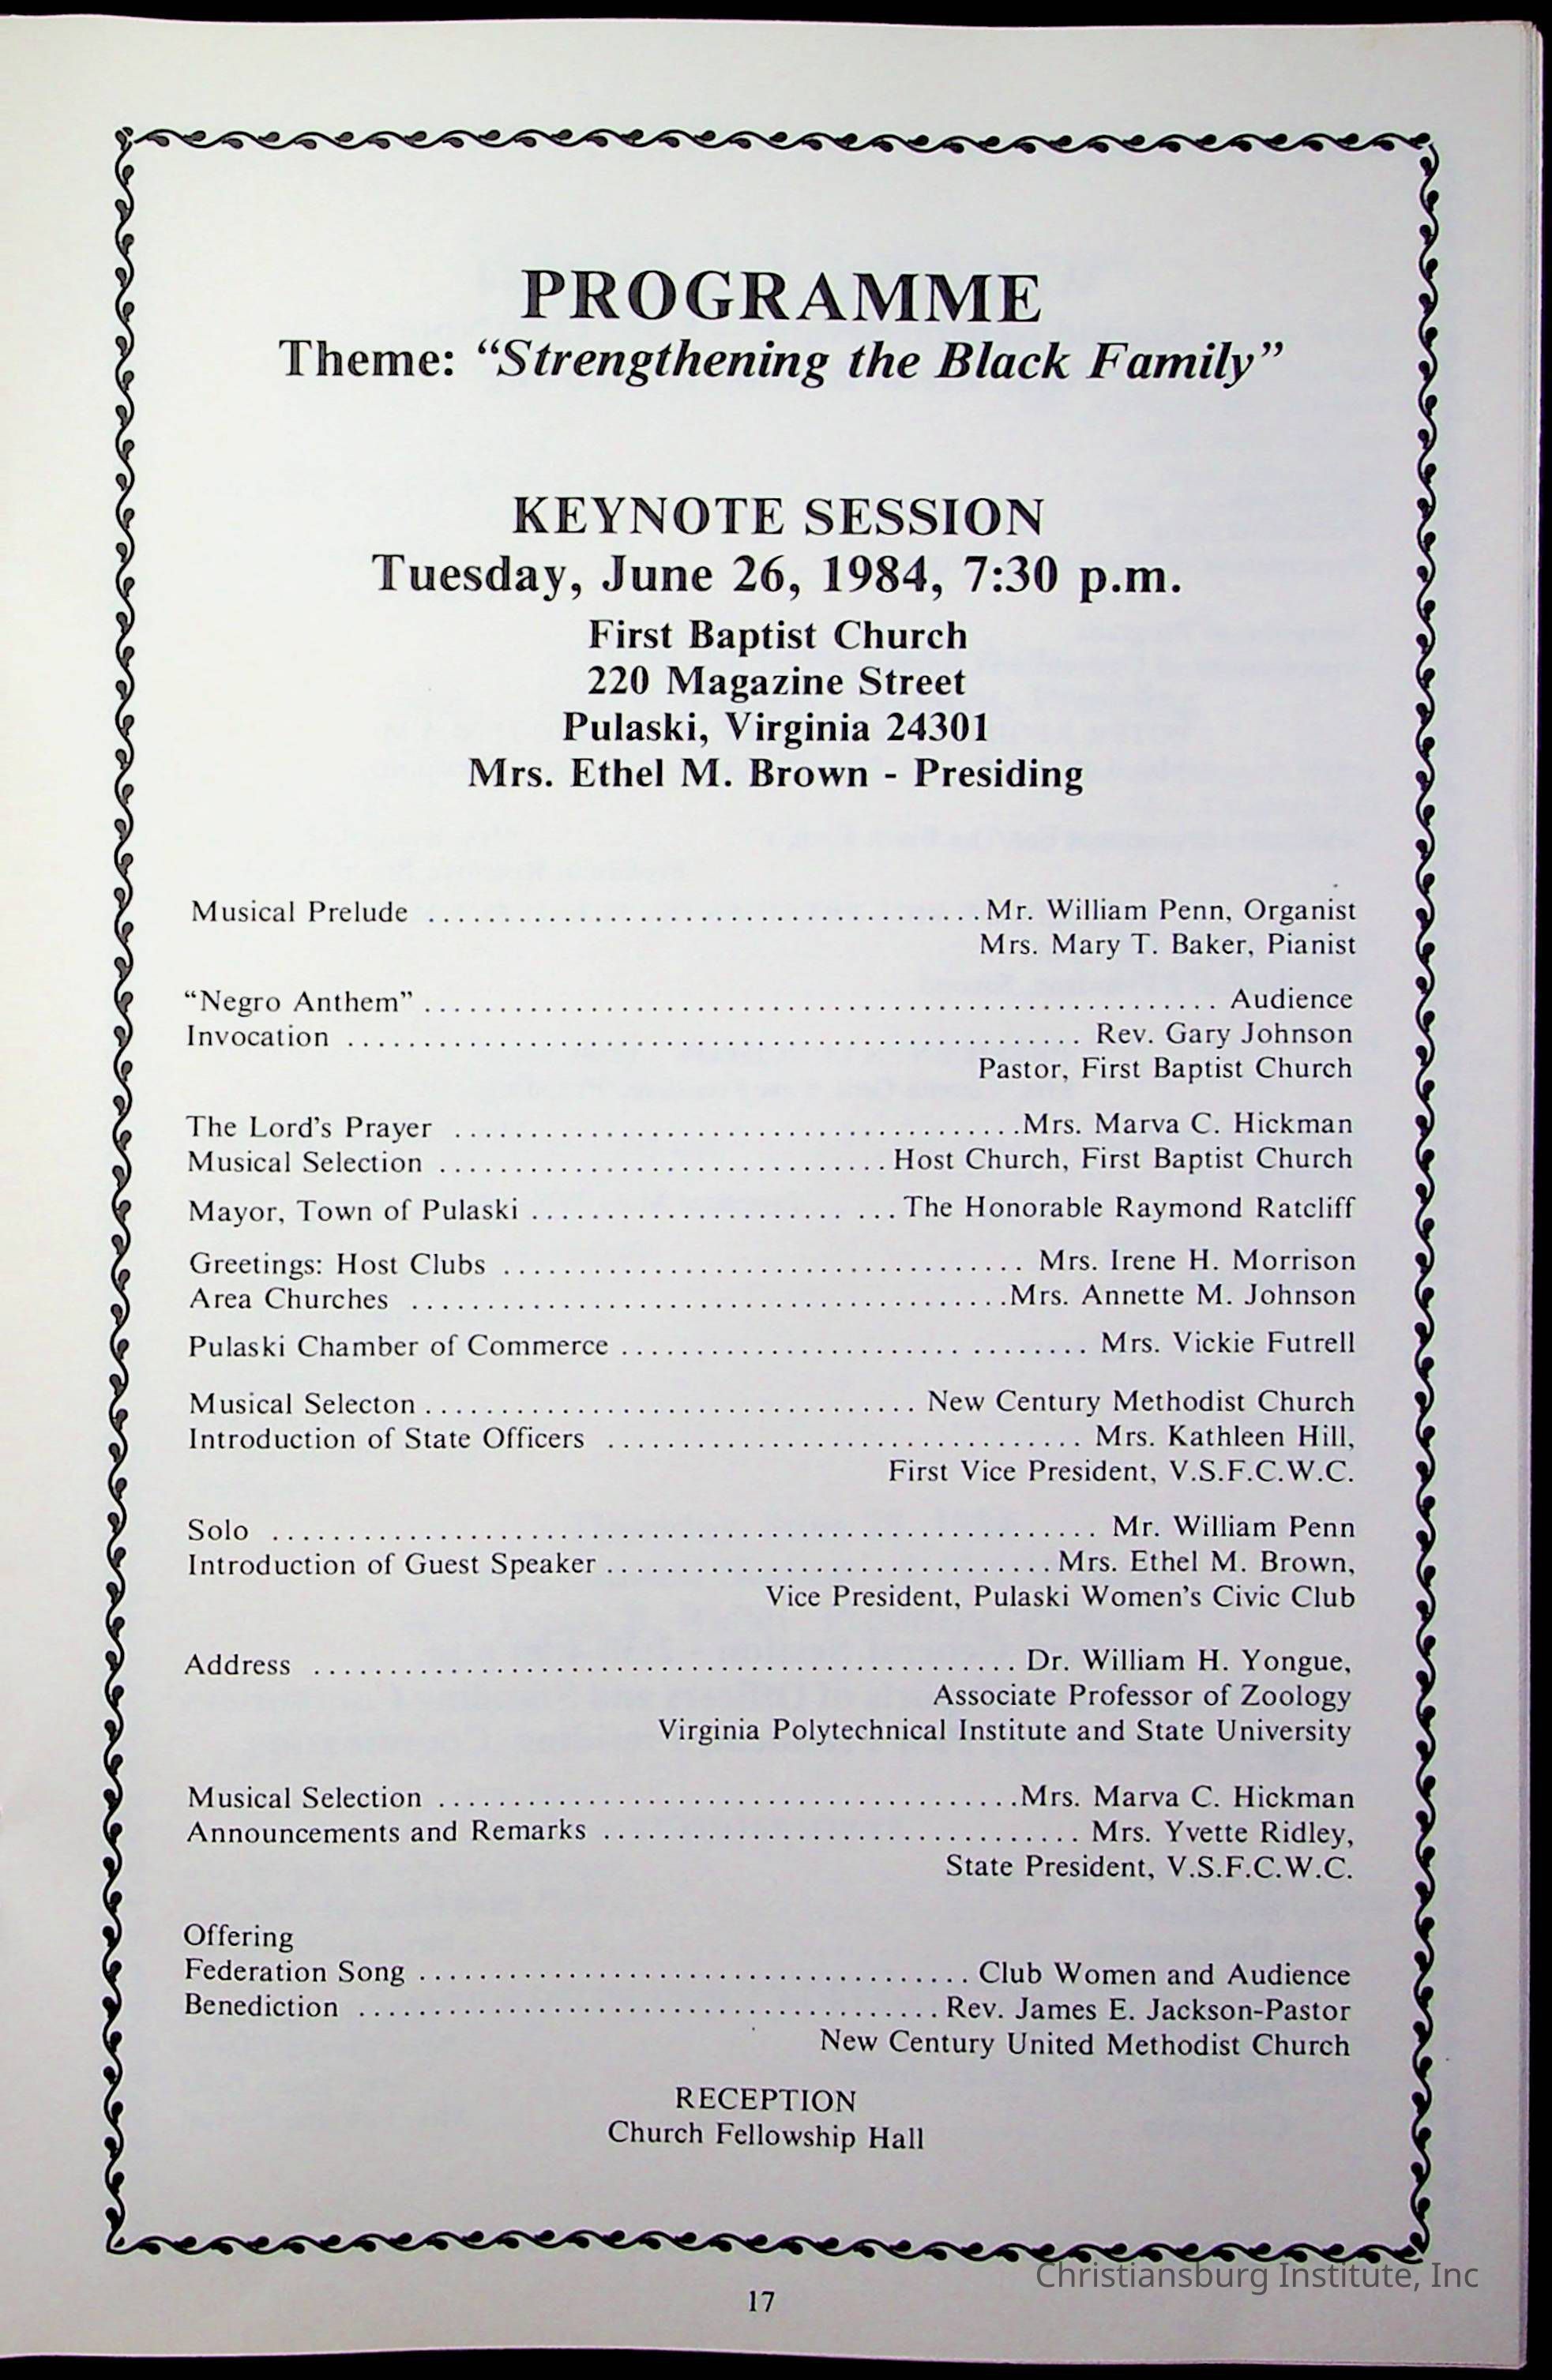 PROGRAMME
Theme: “Strengthening the Black Family”
KEYNOTE SESSION
Tuesday, June 26, 1984, 7:30 p.m.
First Baptist Church
220 Magazine Street
Pulaski, Virginia 24301
Mrs. Ethel M. Brown - Presiding
Musical Prelude ..................................... Mr. William Penn, Organist
Mrs. Mary T. Baker, Pianist
“Negro Anthem” ..................................................... Audience
Invocation ................................................. Rev. Gary Johnson
Pastor, First Baptist Church
The Lord’s Prayer ...................................... Mrs. Marva C. Hickman
Musical Selection .............................. Host Church, First Baptist Church
Mayor, Town of Pulaski ..................... ... The Honorable Raymond Ratcliff
Greetings: Host Clubs ................................... Mrs. Irene H. Morrison
Area Churches ........................................ Mrs. Annette M. Johnson
Pulaski Chamber of Commerce ....................... ........ Mrs. Vickie Futrell
Musical Selecton ................................. New Century Methodist Church
Introduction of State Officers ................................ Mrs. Kathleen Hill,
First Vice President, V.S.F.C.W.C.
Solo ....................................................... Mr. William Penn
Introduction of Guest Speaker .............................. Mrs. Ethel M. Brown,
Vice President, Pulaski Women’s Civic Club
Address ............................................... Dr. William H. Yongue,
Associate Professor of Zoology
Virginia Polytechnical Institute and State University
Musical Selection ....................................... Mrs. Marva C. Hickman
Announcements and Remarks ................................ Mrs. Yvette Ridley,
State President, V.S.F.C.W.C.
Offering
Federation Song ..................................... Club Women and Audience
Benediction ....................................... Rev. James E. Jackson-Pastor
New Century United Methodist Church
RECEPTION
Church Fellowship Hall
Christiansburg Institute, Inc
17